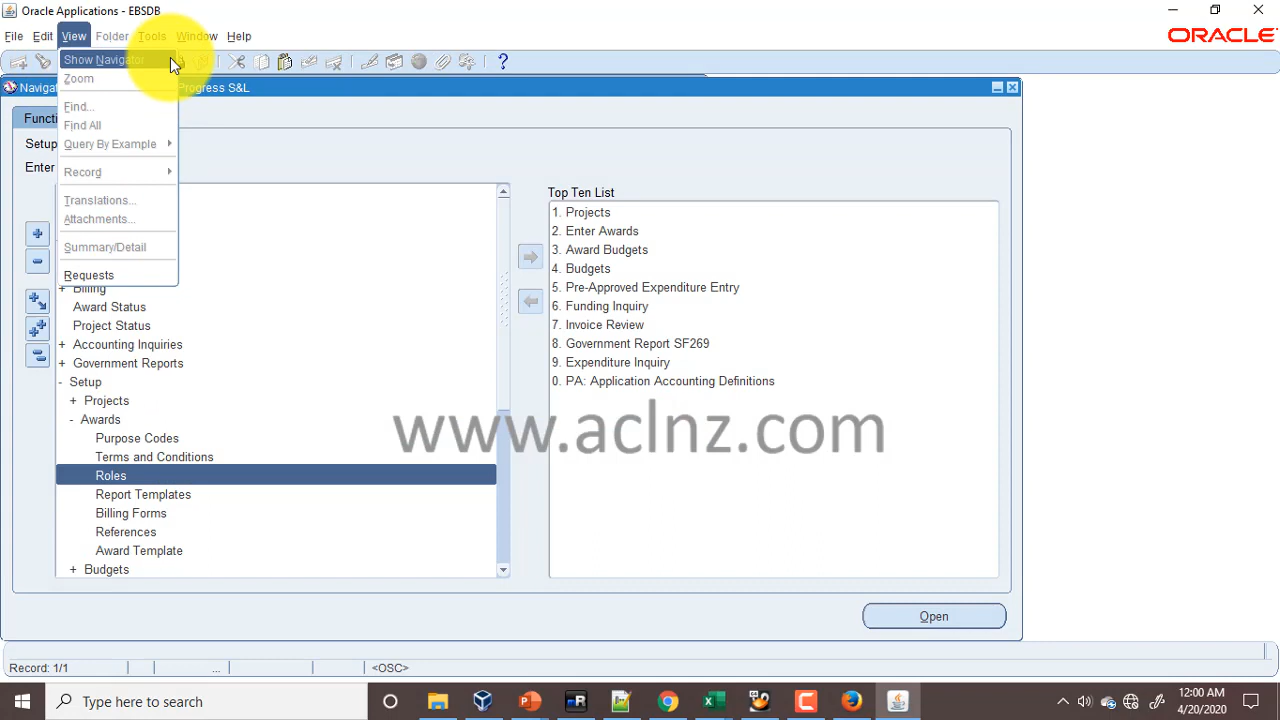 Oracle Applications - EBSDB
File Edit View Folder Tools Window Help
ORACLE
Show Navigator
Zoom
Find...
Find All
Query By Example
Record
Translations...
Attachments...
Summary/Detail
Requests
Progress S&L
Top Ten List
1. Projects
2. Enter Awards
3. Award Budgets
4. Budgets
5. Pre-Approved Expenditure Entry
6. Funding Inquiry
7. Invoice Review
8. Government Report SF269
9. Expenditure Inquiry
0. PA: Application Accounting Definitions
+ Billing
Award Status
Project Status
+ Accounting Inquiries
+ Government Reports
- Setup
+ Projects
- Awards
Purpose Codes
Terms and Conditions
Roles
Report Templates
Billing Forms
References
Award Template
+ Budgets
www.aclnz.com
Open
Record: 1/1 ... <OSC>
Type here to search
12:00 AM
4/20/2020